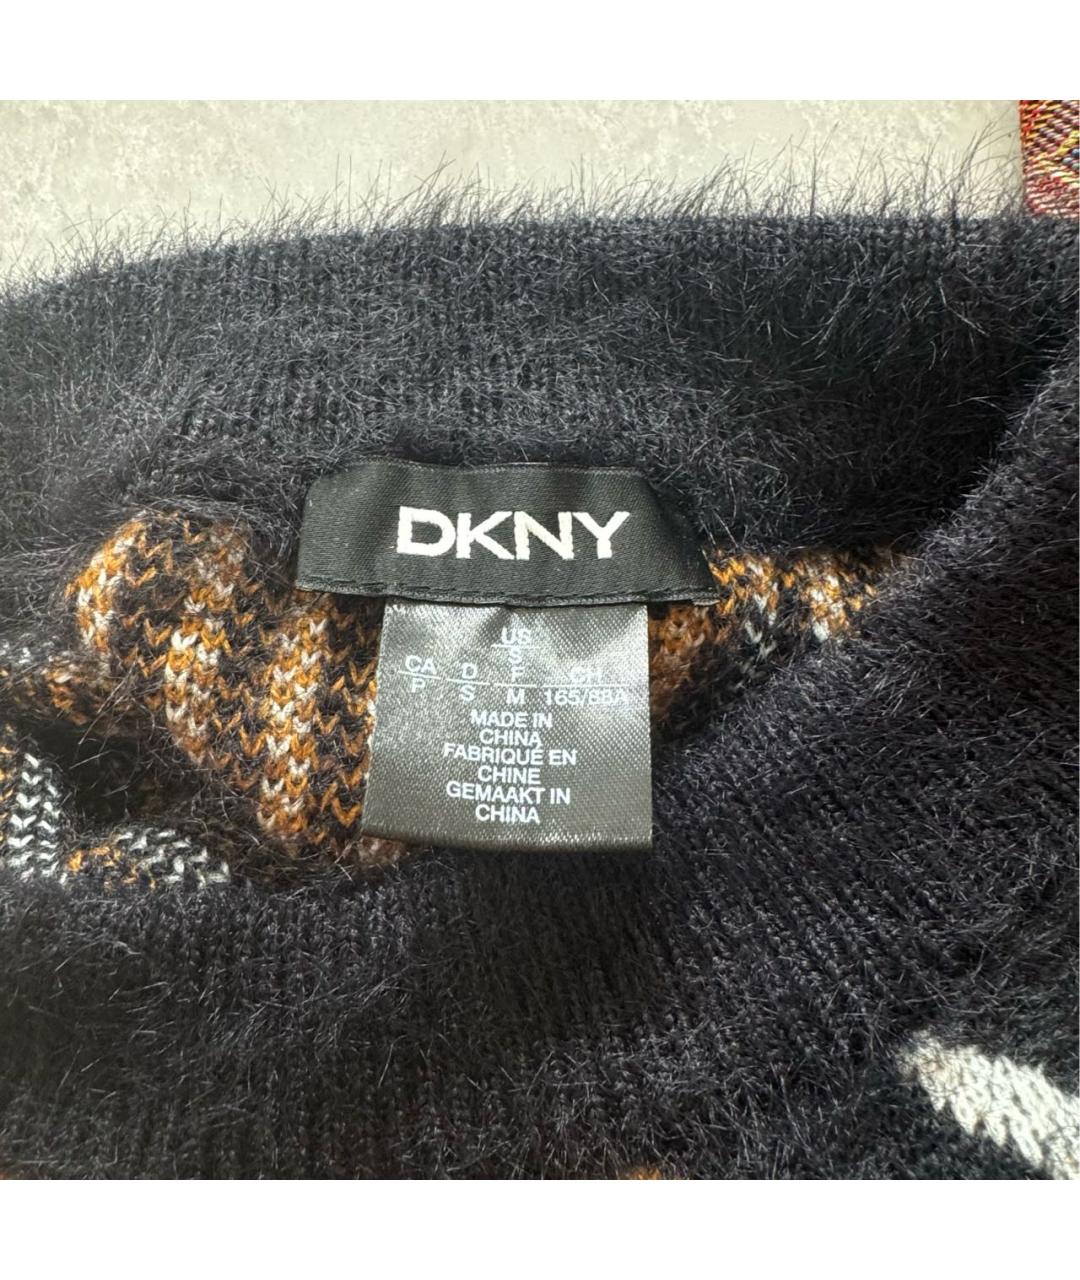 DKNY
US
S
CA D F CH
P S M 165/88A
MADE IN
CHINA
FABRIQUÉ EN
CHINE
GEMAAKT IN
CHINA